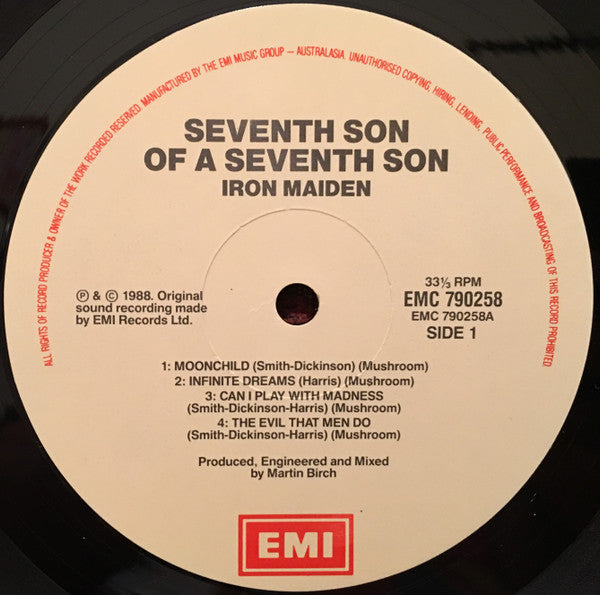 ALL RIGHTS OF RECORD PRODUCER & OWNER OF THE WORK RECORDED RESERVED. MANUFACTURED BY THE EMI MUSIC GROUP – AUSTRALASIA. UNAUTHORISED COPYING, HIRING, LENDING, PUBLIC PERFORMANCE AND BROADCASTING OF THIS RECORD PROHIBITED
SEVENTH SON
OF A SEVENTH SON
IRON MAIDEN
℗ & © 1988. Original
sound recording made
by EMI Records Ltd.
33⅓ RPM
EMC 790258
EMC 790258A
SIDE 1
1: MOONCHILD (Smith-Dickinson) (Mushroom)
2: INFINITE DREAMS (Harris) (Mushroom)
3: CAN I PLAY WITH MADNESS
(Smith-Dickinson-Harris) (Mushroom)
4: THE EVIL THAT MEN DO
(Smith-Dickinson-Harris) (Mushroom)
Produced, Engineered and Mixed
by Martin Birch
EMI